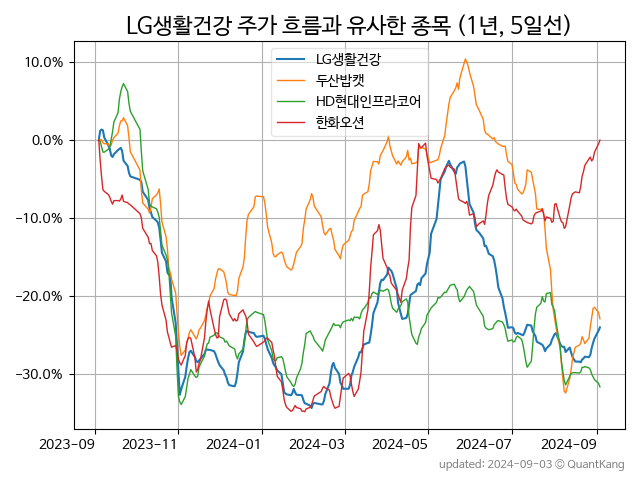 LG생활건강 주가 흐름과 유사한 종목 (1년, 5일선)
LG생활건강
두산밥캣
HD현대인프라코어
한화오션
10.0%
0.0%
−10.0%
−20.0%
−30.0%
2023-09
2023-11
2024-01
2024-03
2024-05
2024-07
2024-09
updated: 2024-09-03 © QuantKang